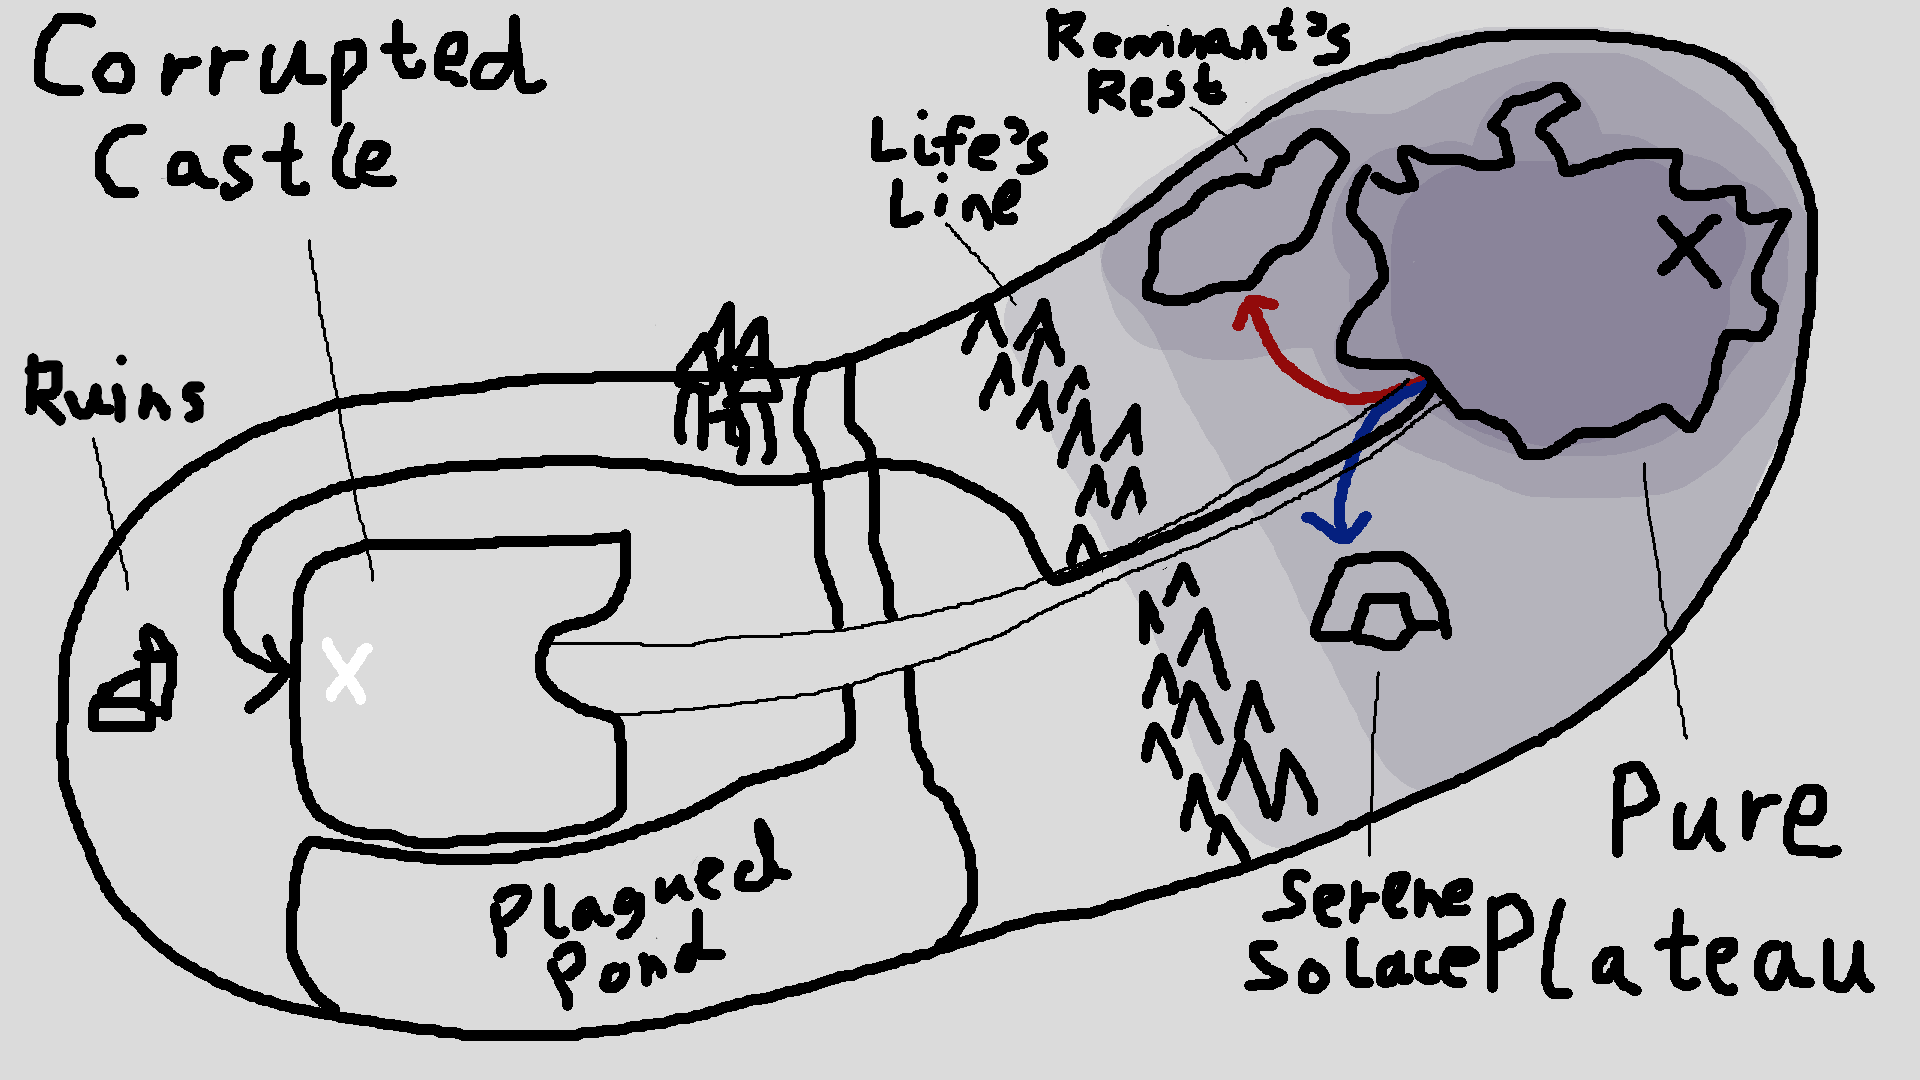 Corrupted
Castle
Remnant's
Rest
Life's
Line
Ruins
Plagued
Pond
Serene
Solace
Pure
Plateau